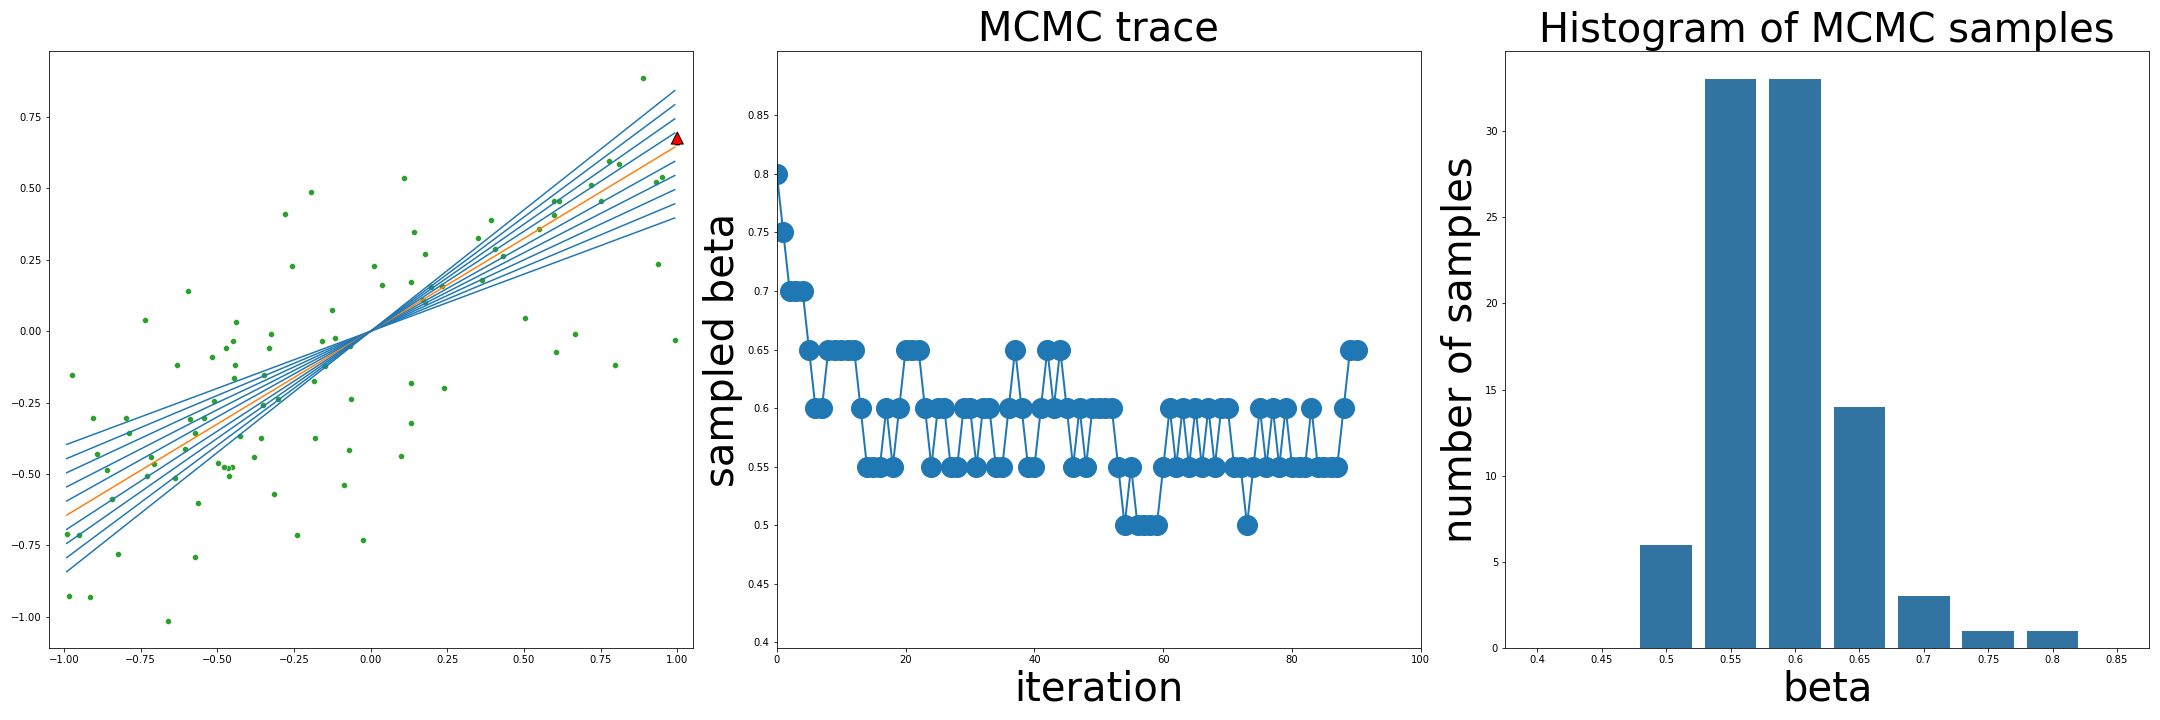 MCMC trace
Histogram of MCMC samples
0.75
0.50
0.25
0.00
−0.25
−0.50
−0.75
−1.00
−1.00 −0.75 −0.50 −0.25 0.00 0.25 0.50 0.75 1.00
sampled beta
0.85
0.8
0.75
0.7
0.65
0.6
0.55
0.5
0.45
0.4
0 20 40 60 80 100
iteration
number of samples
30
25
20
15
10
5
0
0.4 0.45 0.5 0.55 0.6 0.65 0.7 0.75 0.8 0.85
beta